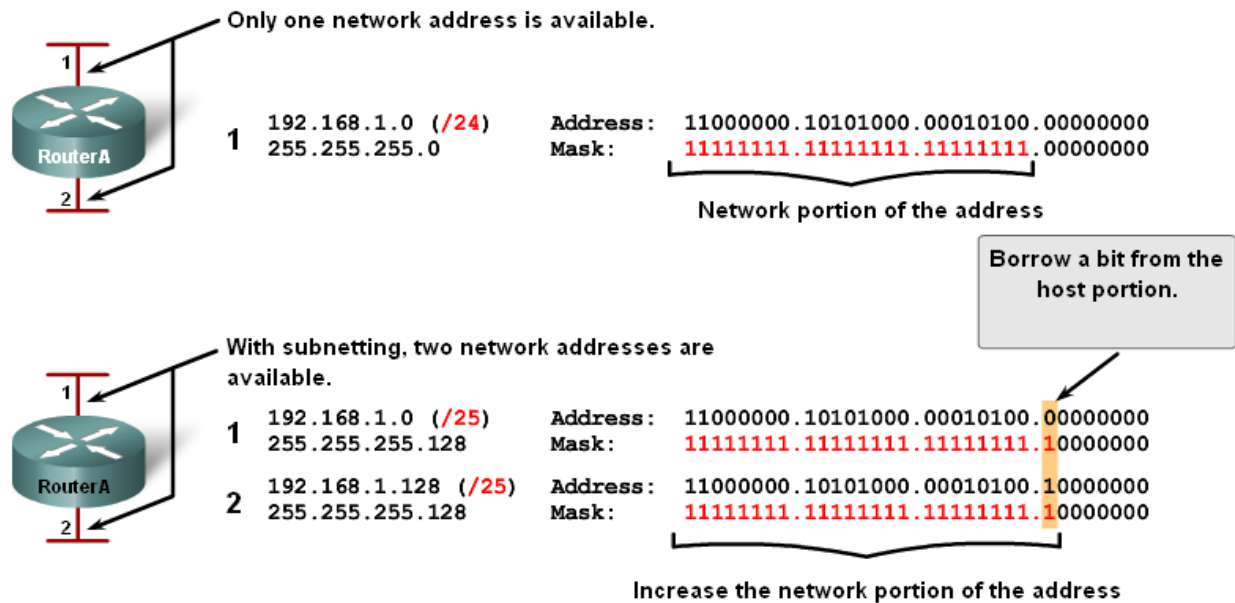 Only one network address is available.
1
192.168.1.0 (/24) Address: 11000000.10101000.00010100.00000000
1 255.255.255.0 Mask: 11111111.11111111.11111111.00000000
RouterA
2
Network portion of the address
Borrow a bit from the
host portion.
With subnetting, two network addresses are
available.
1
192.168.1.0 (/25) Address: 11000000.10101000.00010100.00000000
1 255.255.255.128 Mask: 11111111.11111111.11111111.10000000
RouterA
192.168.1.128 (/25) Address: 11000000.10101000.00010100.10000000
2 255.255.255.128 Mask: 11111111.11111111.11111111.10000000
2
Increase the network portion of the address